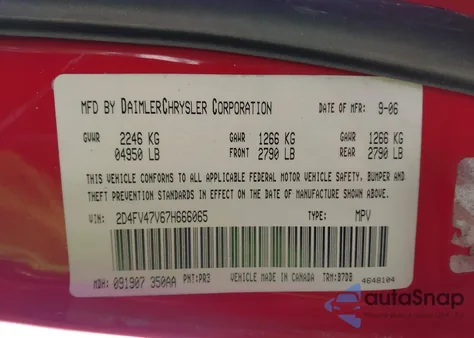 MFD BY DAIMLERCHRYSLER CORPORATION DATE OF MFR 9-06
GVWR 2246 KG GAWR 1266 KG GAWR 1266 KG
04950 LB FRONT 2790 LB REAR 2790 LB
THIS VEHICLE CONFORMS TO ALL APPLICABLE FEDERAL MOTOR VEHICLE SAFETY, BUMPER AND
THEFT PREVENTION STANDARDS IN EFFECT ON THE DATE OF MANUFACTURE SHOWN ABOVE.
VIN: 2D4FV47V67H666065 TYPE: MPV
MDH: 091907 350AA PNT: PR3 VEHICLE MADE IN CANADA TRM: B7DB 4648104
autoSnap